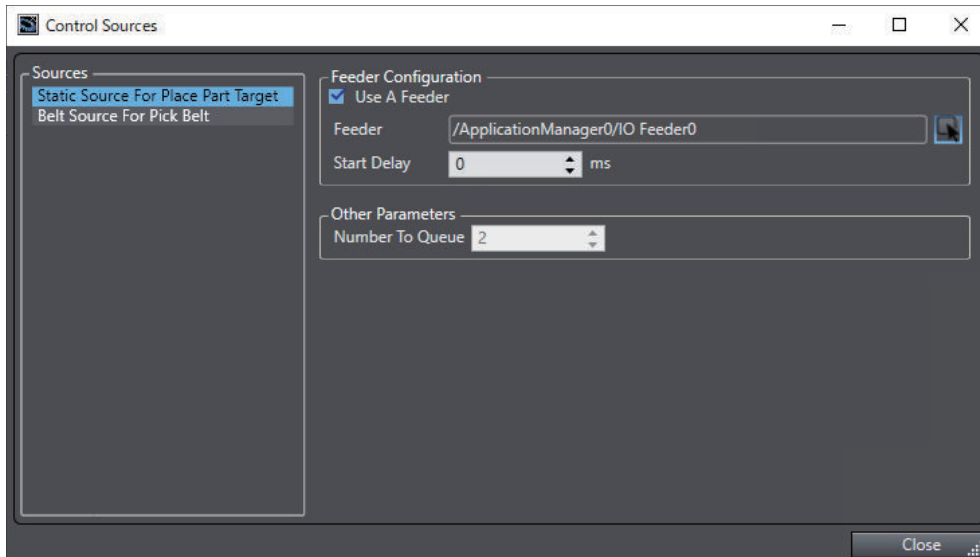 Control Sources
Sources
Static Source For Place Part Target
Belt Source For Pick Belt
Feeder Configuration
Use A Feeder
Feeder /ApplicationManager0/IO Feeder0
Start Delay 0 ms
Other Parameters
Number To Queue 2
Close